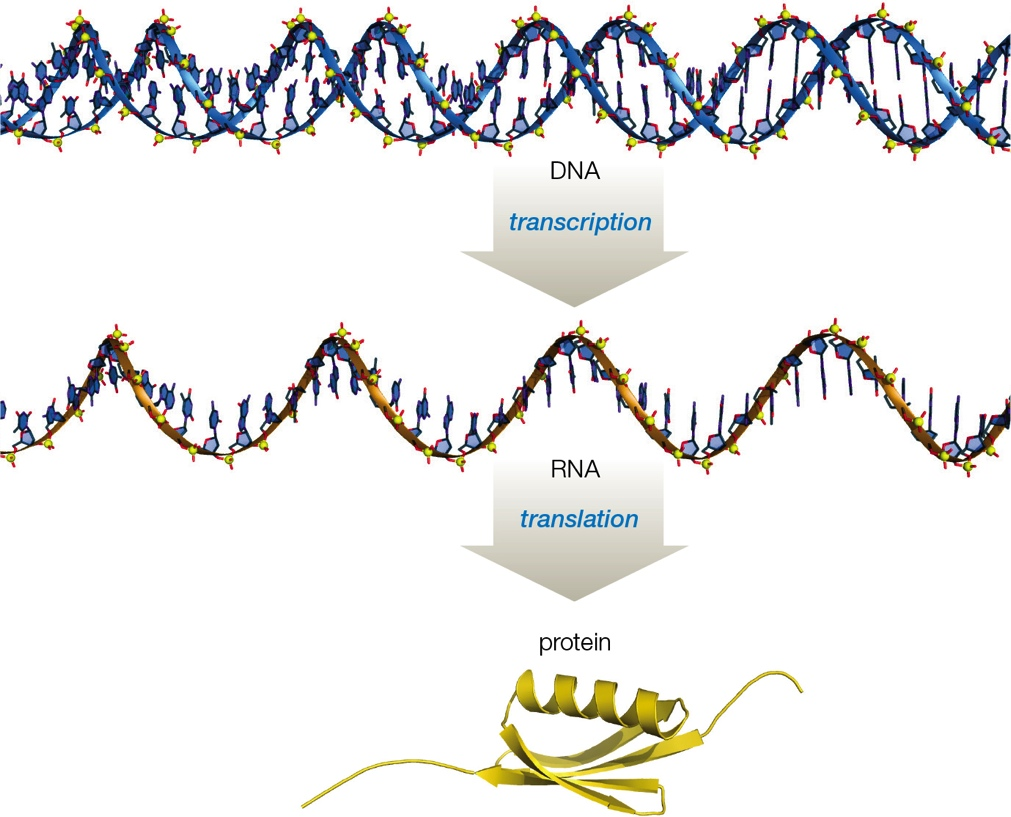 DNA
transcription
RNA
translation
protein